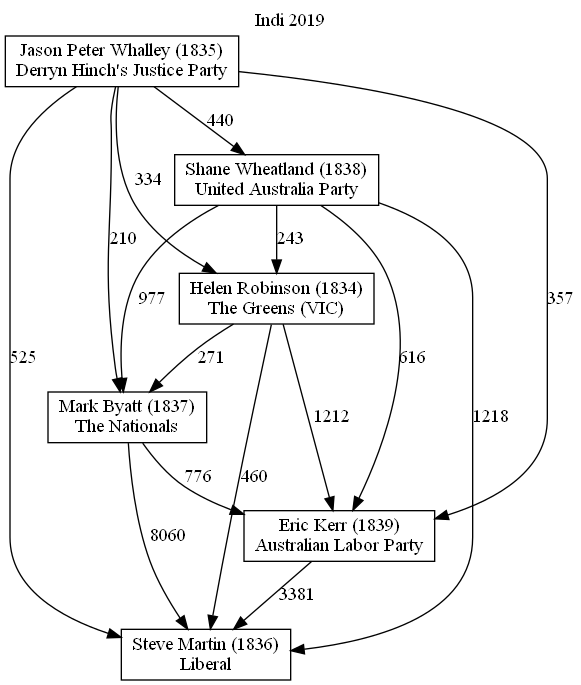 Indi 2019
Jason Peter Whalley (1835)
Derryn Hinch's Justice Party
440
Shane Wheatland (1838)
United Australia Party
334
210
243
977
Helen Robinson (1834)
The Greens (VIC)
357
525
271
616
Mark Byatt (1837)
The Nationals
1212
1218
776
460
8060
Eric Kerr (1839)
Australian Labor Party
3381
Steve Martin (1836)
Liberal